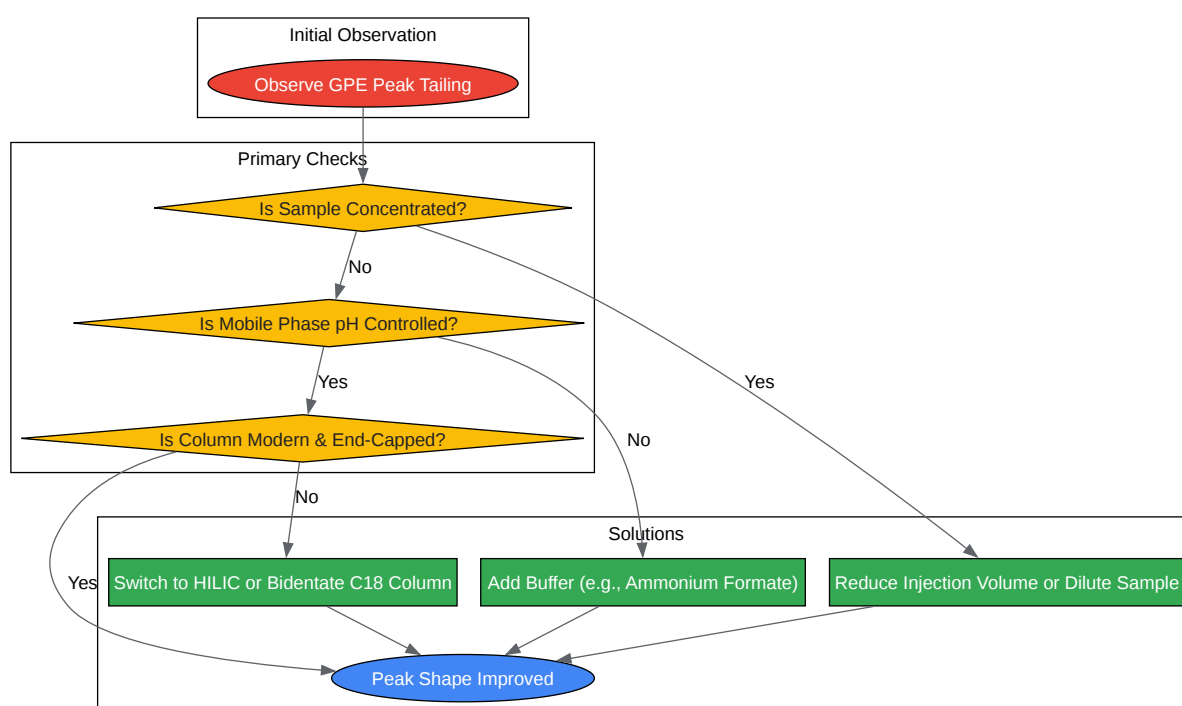 Initial Observation
Observe GPE Peak Tailing
Primary Checks
Is Sample Concentrated?
No
Is Mobile Phase pH Controlled?
Yes
Yes
Is Column Modern & End-Capped?
No
No
Solutions
Yes
Switch to HILIC or Bidentate C18 Column
Add Buffer (e.g., Ammonium Formate)
Reduce Injection Volume or Dilute Sample
Peak Shape Improved